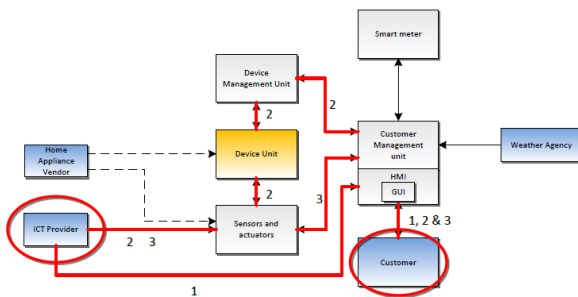 Smart meter
Device
Management Unit
2
2
Home
Appliance
Vendor
Device Unit
Customer
Management
unit
Weather Agency
HMI
GUI
2
3
ICT Provider
2 3
Sensors and
actuators
1, 2 & 3
Customer
1